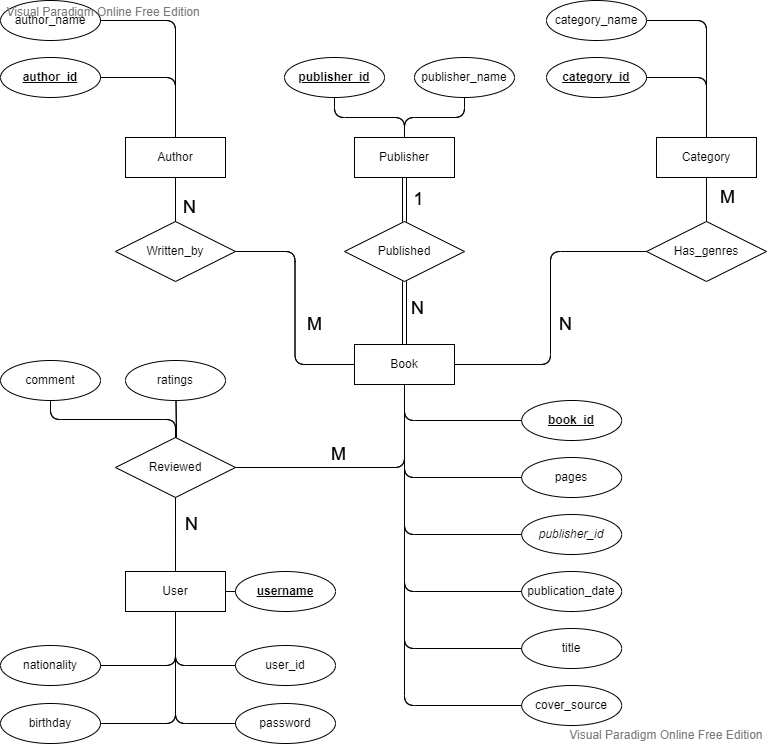 Visual Paradigm Online Free Edition
author_name
category_name
author_id
publisher_id
publisher_name
category_id
Author
Publisher
Category
N
1
M
Written_by
Published
Has_genres
M
N
N
Book
comment
ratings
book_id
Reviewed
M
pages
N
publisher_id
User
username
publication_date
nationality
user_id
title
birthday
password
cover_source
Visual Paradigm Online Free Edition